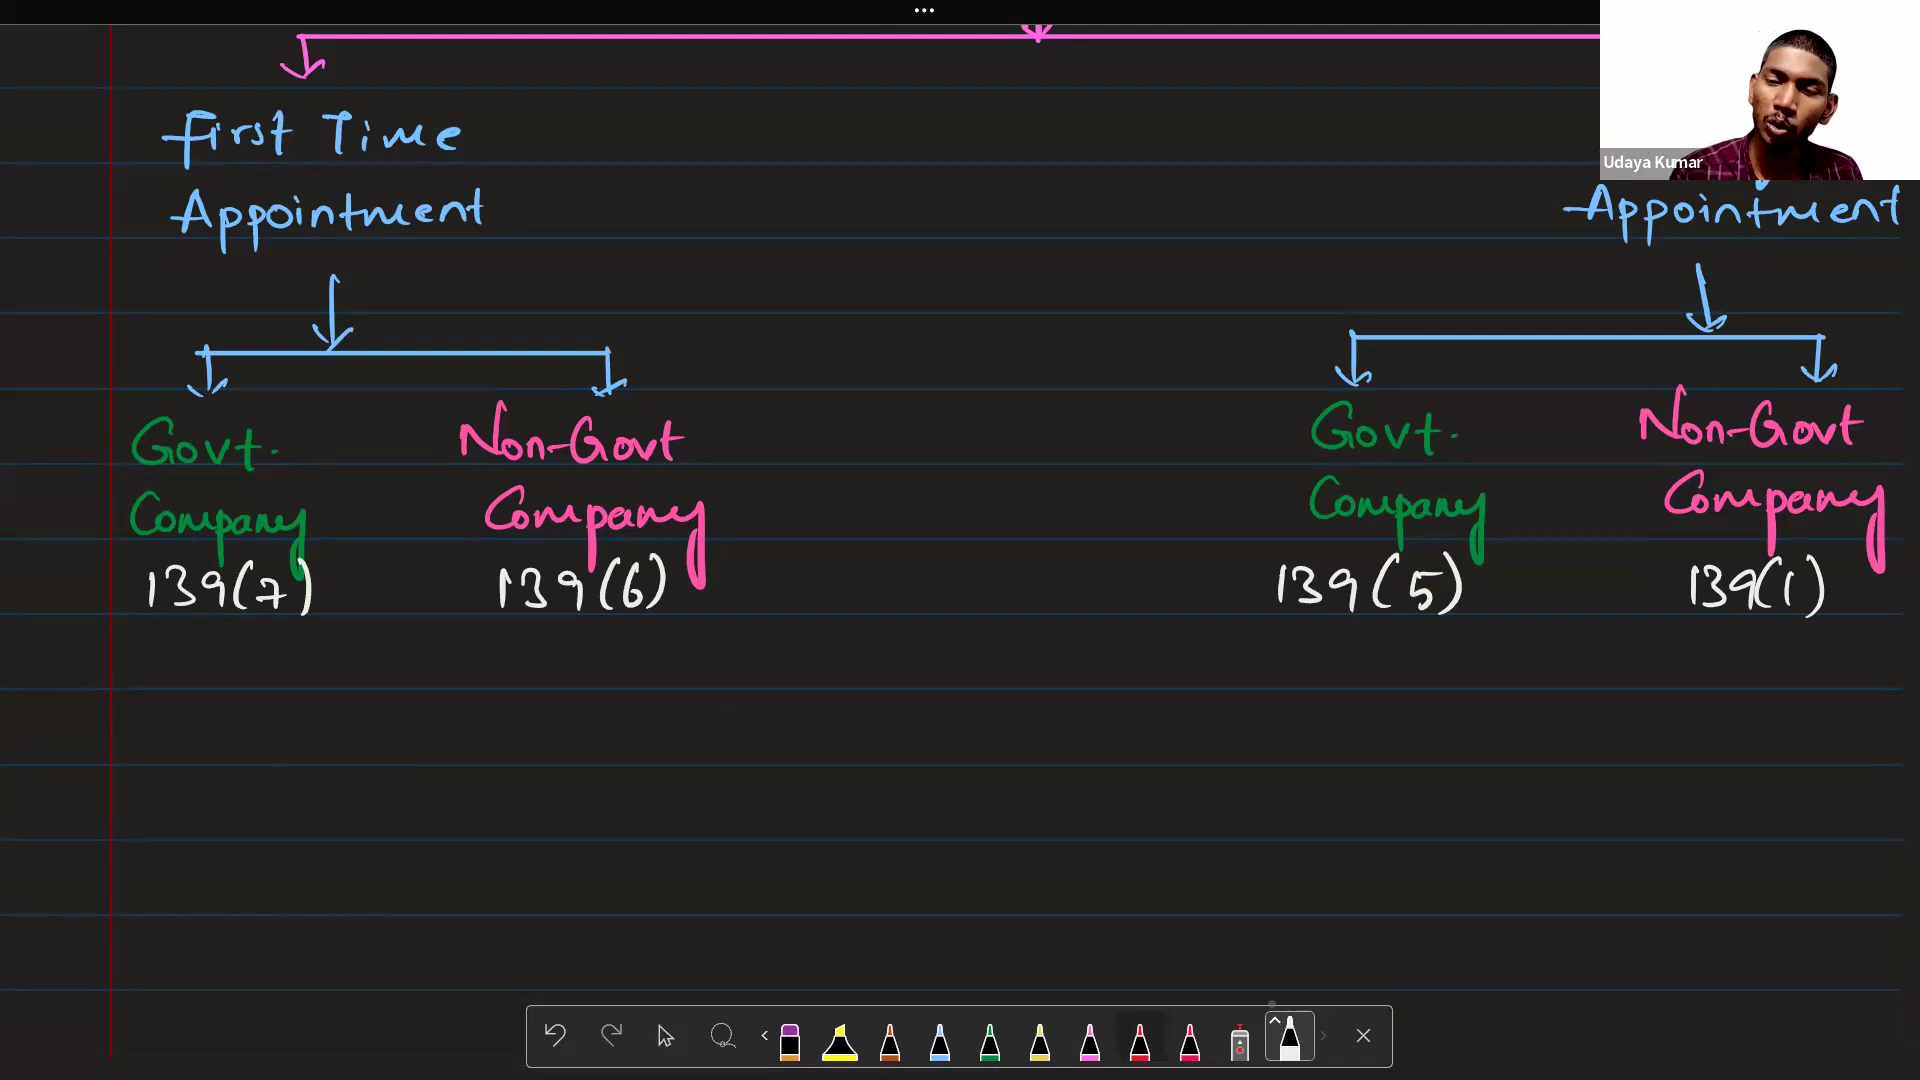 First Time
Appointment
Govt.
Company
139(7)
Non-Govt
Company
139(6)
Udaya Kumar
Appointment
Govt.
Company
139(5)
Non-Govt
Company
139(1)